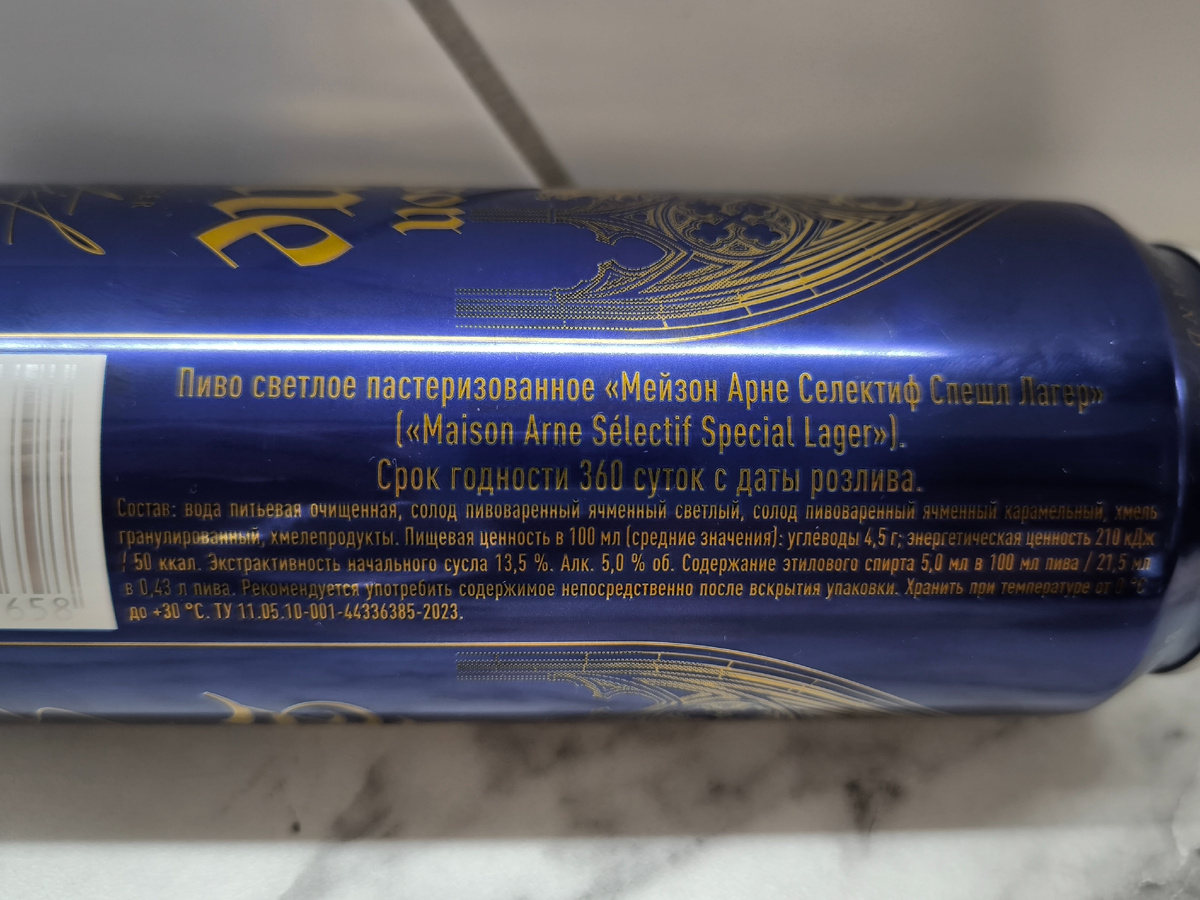 ne
on
Пиво светлое пастеризованное «Мейзон Арне Селектиф Спешл Лагер»
(«Maison Arne Sélectif Special Lager»).
Срок годности 360 суток с даты розлива.
Состав: вода питьевая очищенная, солод пивоваренный ячменный светлый, солод пивоваренный ячменный карамельный, хмель
гранулированный, хмелепродукты. Пищевая ценность в 100 мл (средние значения): углеводы 4,5 г; энергетическая ценность 210 кДж
/ 50 ккал. Экстрактивность начального сусла 13,5 %. Алк. 5,0 % об. Содержание этилового спирта 5,0 мл в 100 мл пива / 21,5 мл
в 0,43 л пива. Рекомендуется употребить содержимое непосредственно после вскрытия упаковки. Хранить при температуре от 0 °C
до +30 °C. ТУ 11.05.10-001-44336385-2023.
658